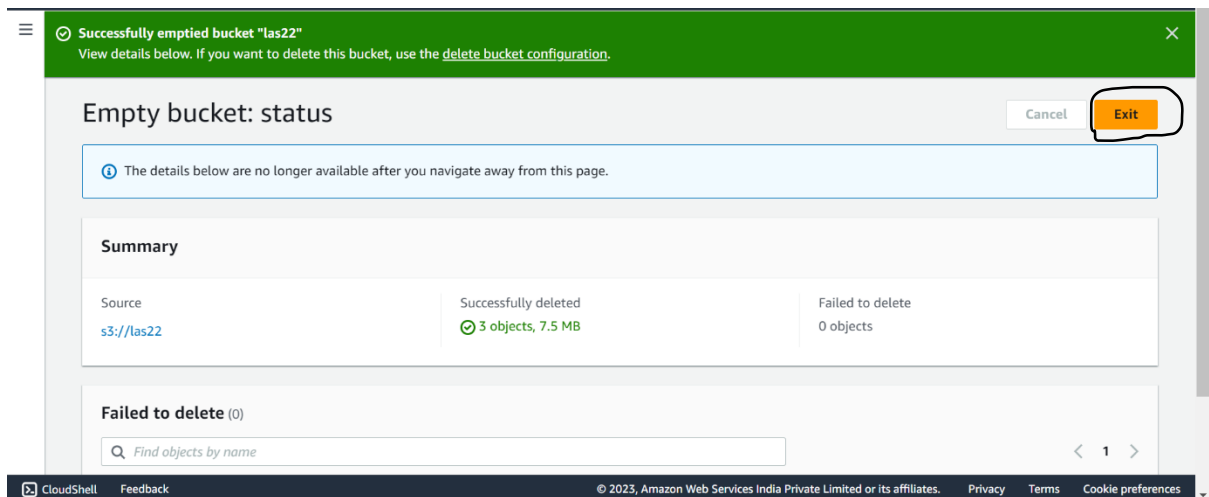 Successfully emptied bucket "las22"
View details below. If you want to delete this bucket, use the delete bucket configuration.
Empty bucket: status
Cancel
Exit
The details below are no longer available after you navigate away from this page.
Summary
Source
s3://las22
Successfully deleted
3 objects, 7.5 MB
Failed to delete
0 objects
Failed to delete (0)
Find objects by name
1
CloudShell Feedback © 2023, Amazon Web Services India Private Limited or its affiliates. Privacy Terms Cookie preferences